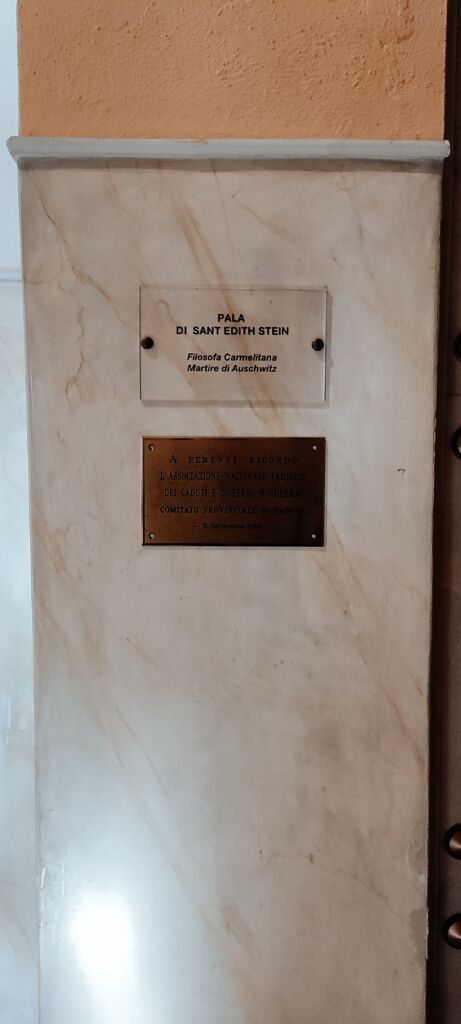 PALA
DI SANT EDITH STEIN
Filosofa Carmelitana
Martire di Auschwitz
A PERENNE RICORDO
L'ASSOCIAZIONE NAZIONALE FAMIGLIE
DEI CADUTI E DISPERSI IN GUERRA
COMITATO PROVINCIALE DI PADOVA
Settembre